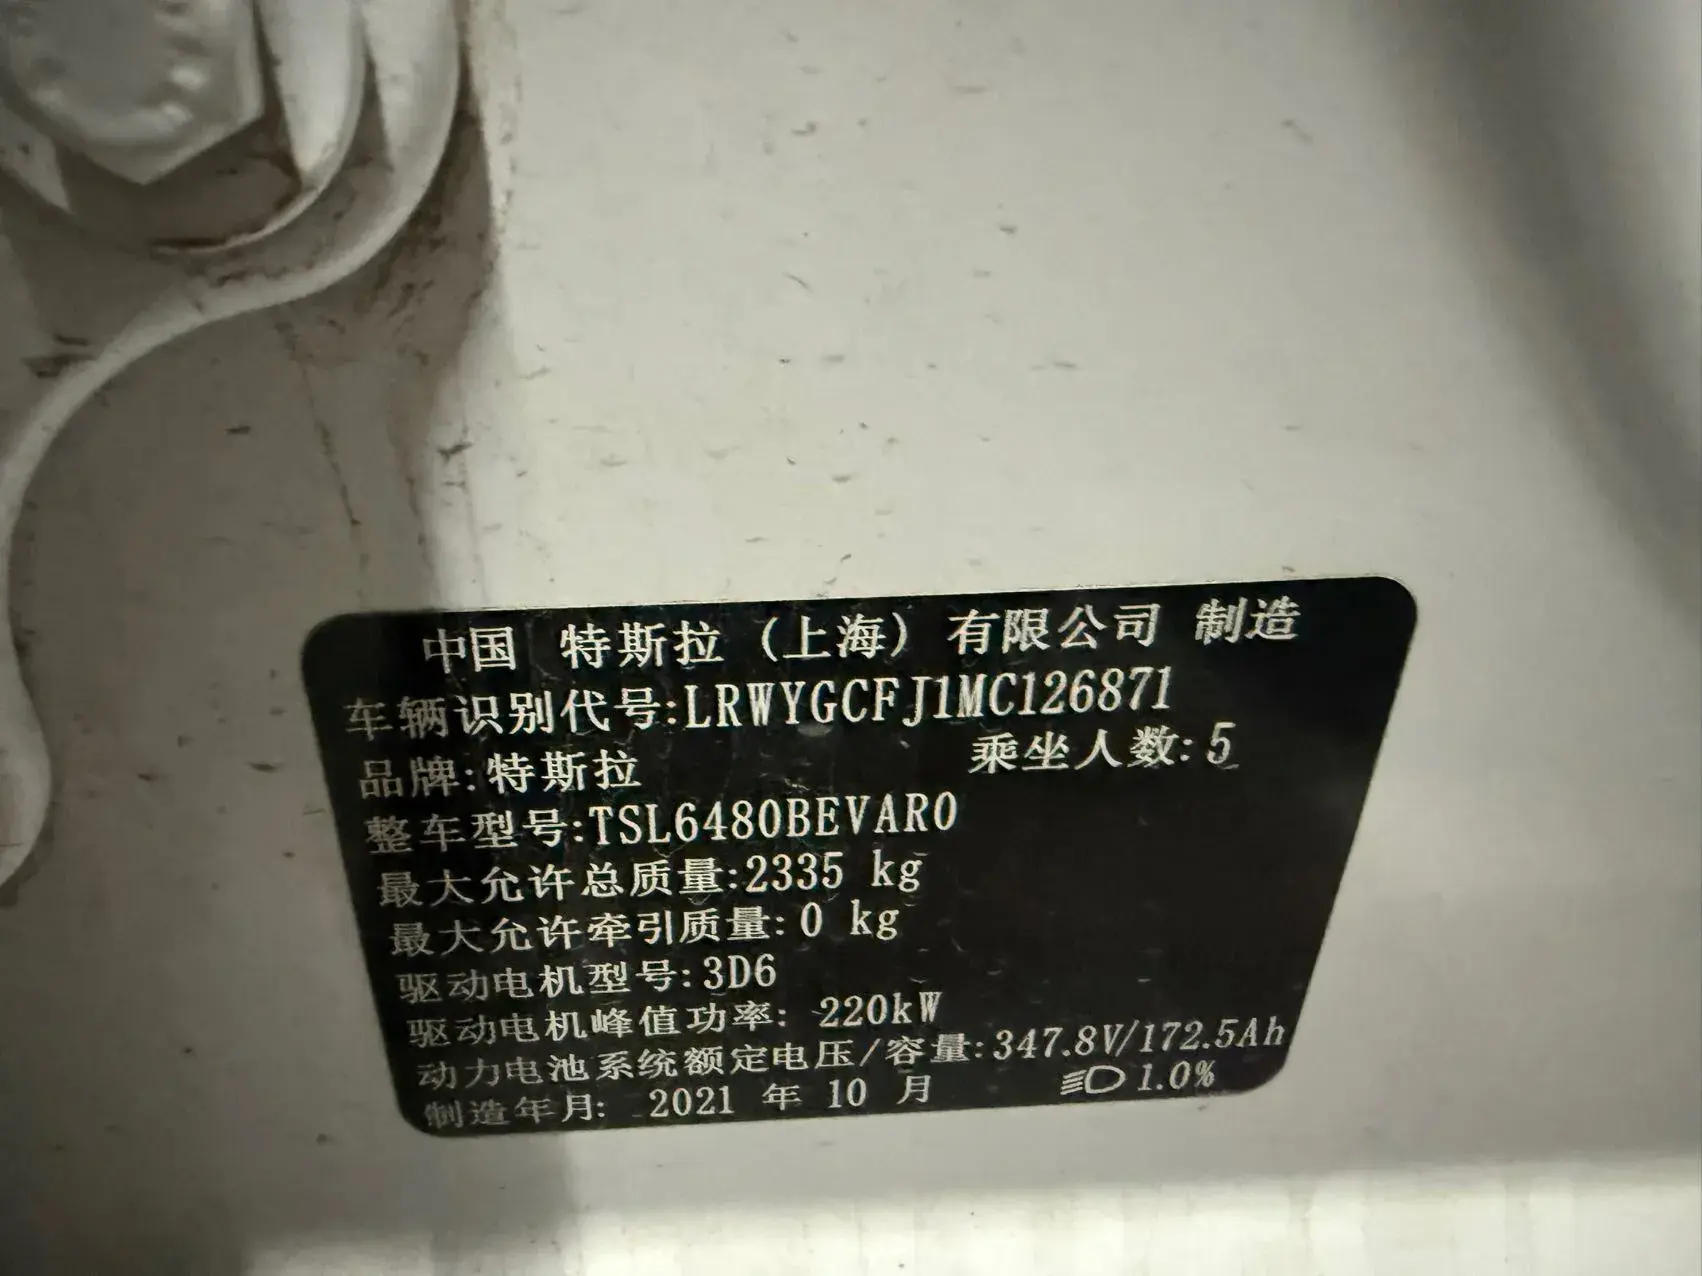 中国 特斯拉（上海）有限公司 制造
车辆识别代号:LRWYGCFJ1MC126871
品牌:特斯拉 乘坐人数:5
整车型号:TSL6480BEVAR0
最大允许总质量:2335 kg
最大允许牵引质量:0 kg
驱动电机型号:3D6
驱动电机峰值功率: 220kW
动力电池系统额定电压/容量:347.8V/172.5Ah
制造年月: 2021 年 10 月 1.0%